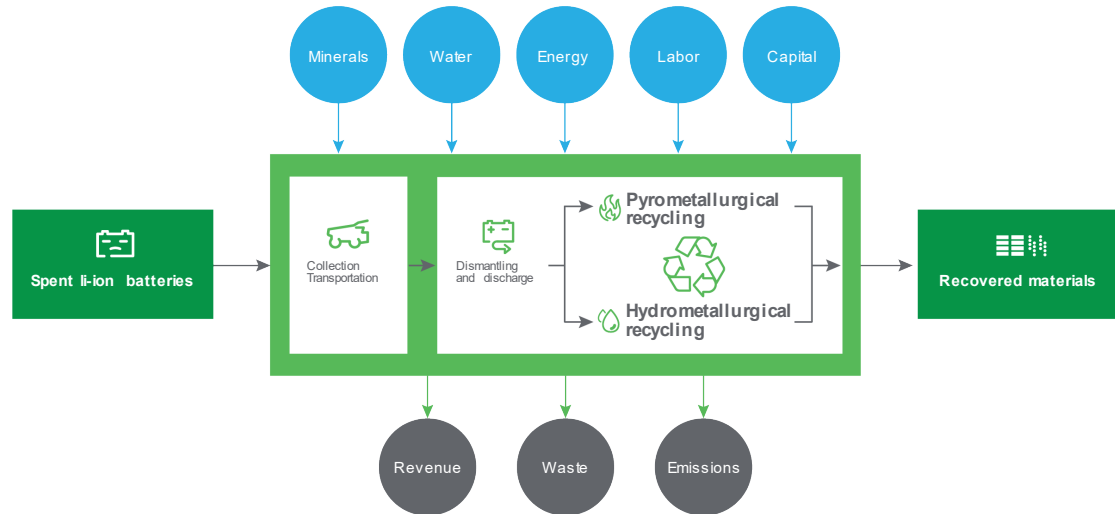 Minerals
Water
Energy
Labor
Capital
Spent li-ion batteries
Collection
Transportation
Dismantling
and discharge
Pyrometallurgical
recycling
Hydrometallurgical
recycling
Recovered materials
Revenue
Waste
Emissions